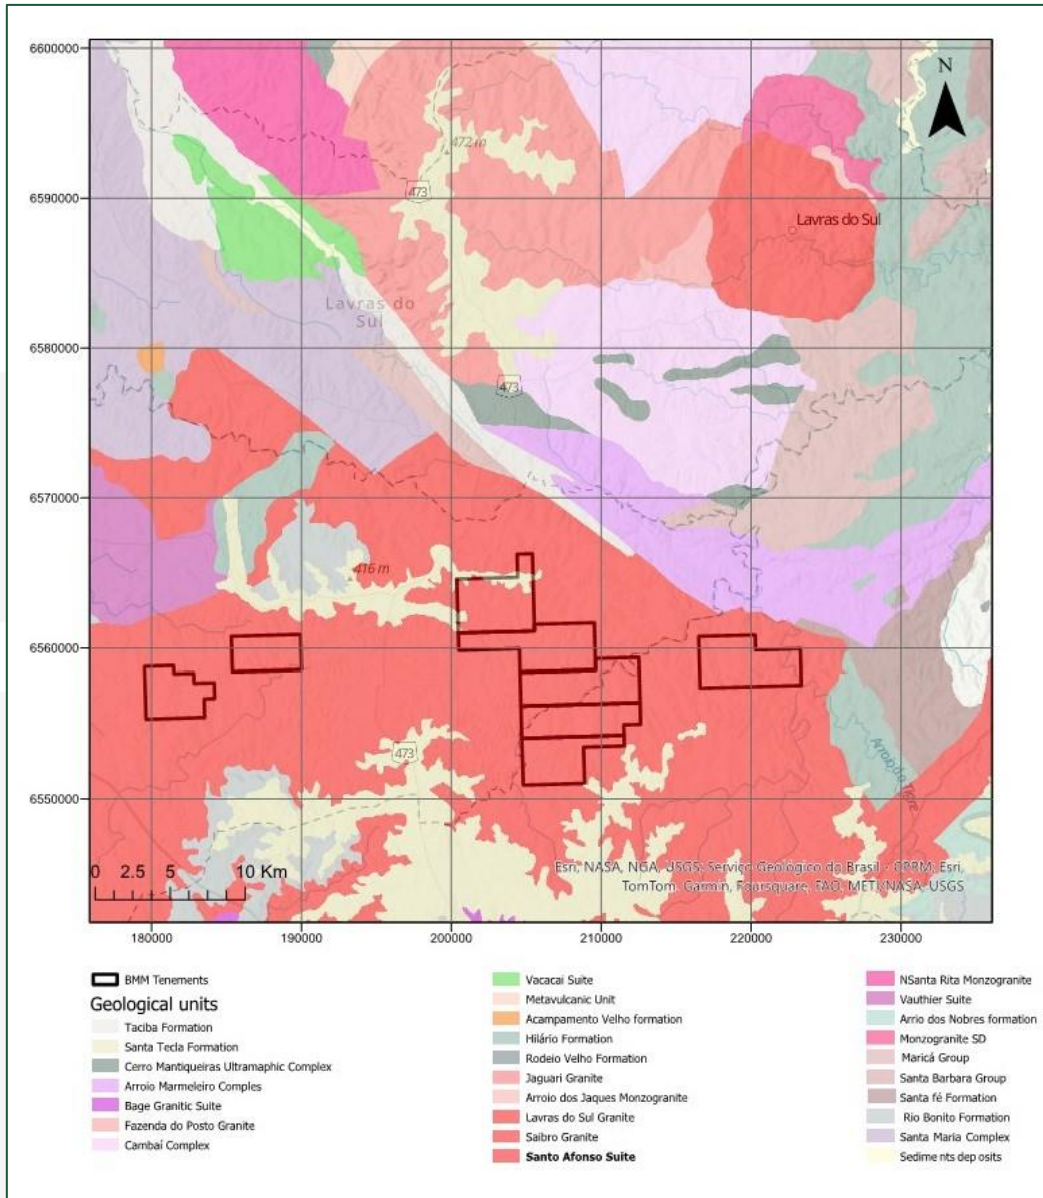 6600000
N
472 m
473
6590000
Lavras do Sul
Lavras do
Sul
6580000
473
6570000
416 m
6560000
473
Arroio do Tigre
6550000
0 2.5 5 10 Km
Esri, NASA, NGA, USGS; Serviço Geológico do Brasil - CPRM, Esri,
TomTom, Garmin, Foursquare, FAO, METI/NASA, USGS
180000 190000 200000 210000 220000 230000
BMM Tenements
Geological units
Taciba Formation
Santa Tecla Formation
Cerro Mantiqueiras Ultramaphic Complex
Arroio Marmeleiro Comples
Bage Granitic Suite
Fazenda do Posto Granite
Cambaí Complex
Vacacai Suite
Metavulcanic Unit
Acampamento Velho formation
Hilário Formation
Rodeio Velho Formation
Jaguari Granite
Arroio dos Jaques Monzogranite
Lavras do Sul Granite
Saibro Granite
Santo Afonso Suite
NSanta Rita Monzogranite
Vauthier Suite
Arrio dos Nobres formation
Monzogranite SD
Maricá Group
Santa Barbara Group
Santa fé Formation
Rio Bonito Formation
Santa Maria Complex
Sediments deposits